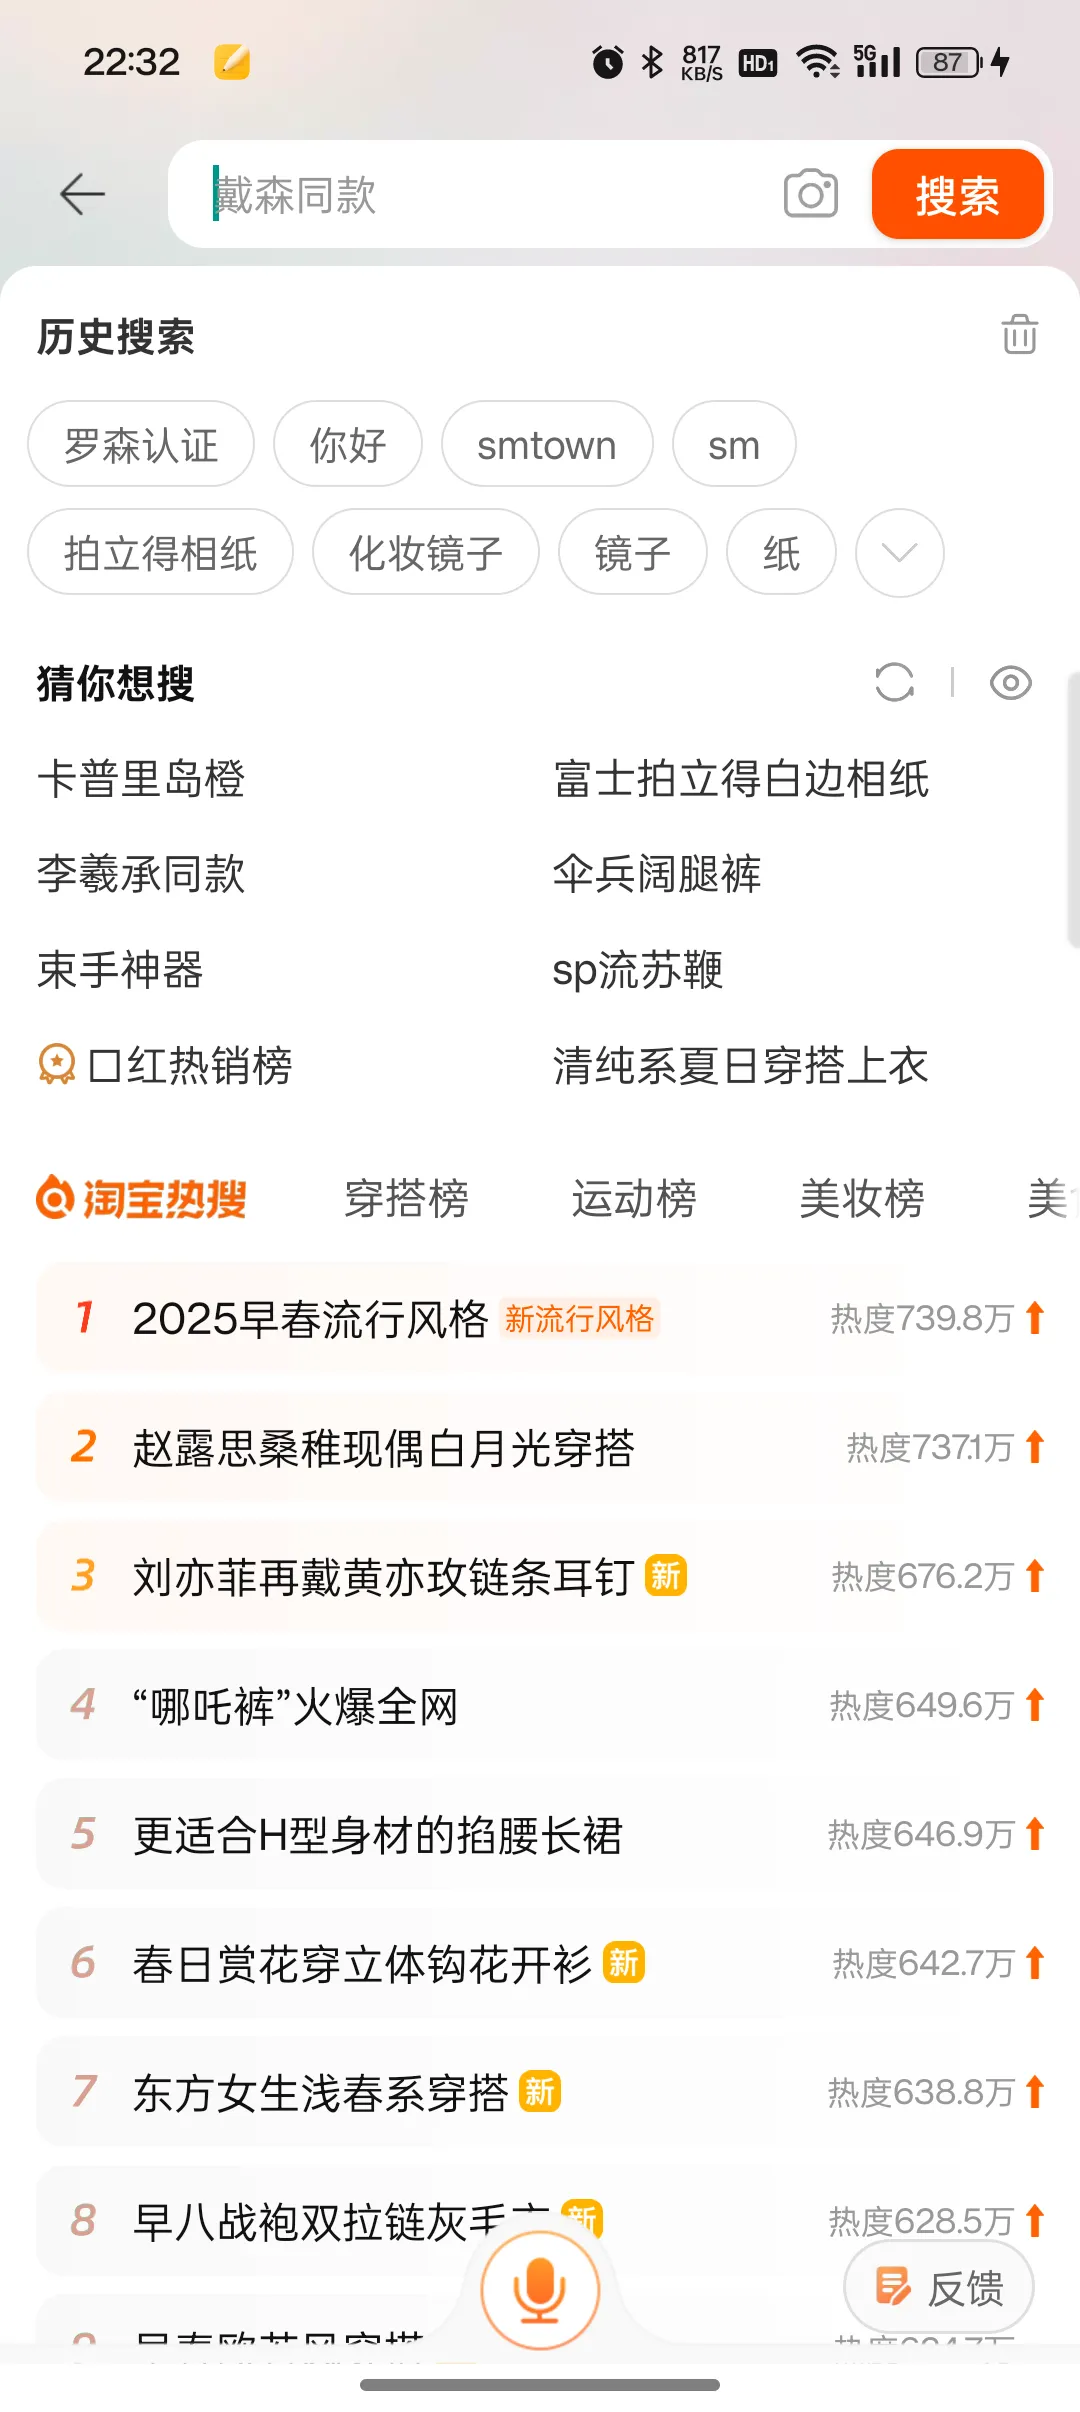 22:32
817 KB/S HD1 5G 87
戴森同款
搜索
历史搜索
罗森认证 你好 smtown sm
拍立得相纸 化妆镜子 镜子 纸
猜你想搜
卡普里岛橙 富士拍立得白边相纸
李羲承同款 伞兵阔腿裤
束手神器 sp流苏鞭
口红热销榜 清纯系夏日穿搭上衣
淘宝热搜 穿搭榜 运动榜 美妆榜 美
1 2025早春流行风格 新流行风格 热度739.8万
2 赵露思桑稚现偶白月光穿搭 热度737.1万
3 刘亦菲再戴黄亦玫链条耳钉 新 热度676.2万
4 “哪吒裤”火爆全网 热度649.6万
5 更适合H型身材的掐腰长裙 热度646.9万
6 春日赏花穿立体钩花开衫 新 热度642.7万
7 东方女生浅春系穿搭 新 热度638.8万
8 早八战袍双拉链灰毛衣 新 热度628.5万
反馈